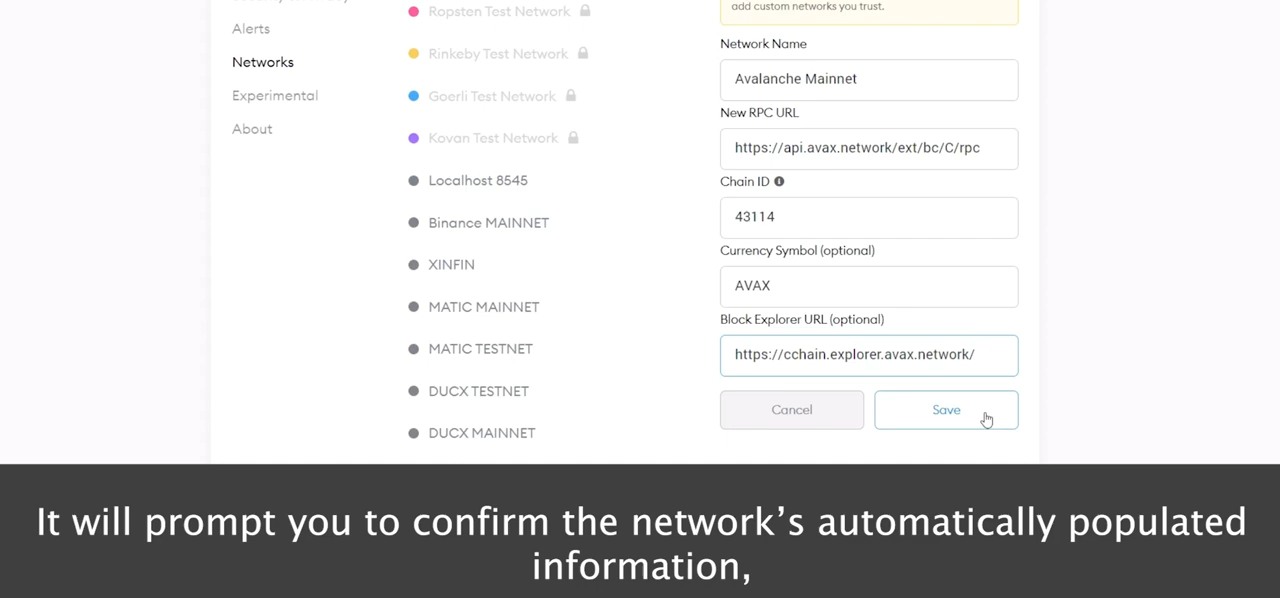 add custom networks you trust.
Alerts
Networks
Experimental
About
Ropsten Test Network
Rinkeby Test Network
Goerli Test Network
Kovan Test Network
Localhost 8545
Binance MAINNET
XINFIN
MATIC MAINNET
MATIC TESTNET
DUCX TESTNET
DUCX MAINNET
Network Name
Avalanche Mainnet
New RPC URL
https://api.avax.network/ext/bc/C/rpc
Chain ID
43114
Currency Symbol (optional)
AVAX
Block Explorer URL (optional)
https://cchain.explorer.avax.network/
Cancel
Save
It will prompt you to confirm the network’s automatically populated
information,